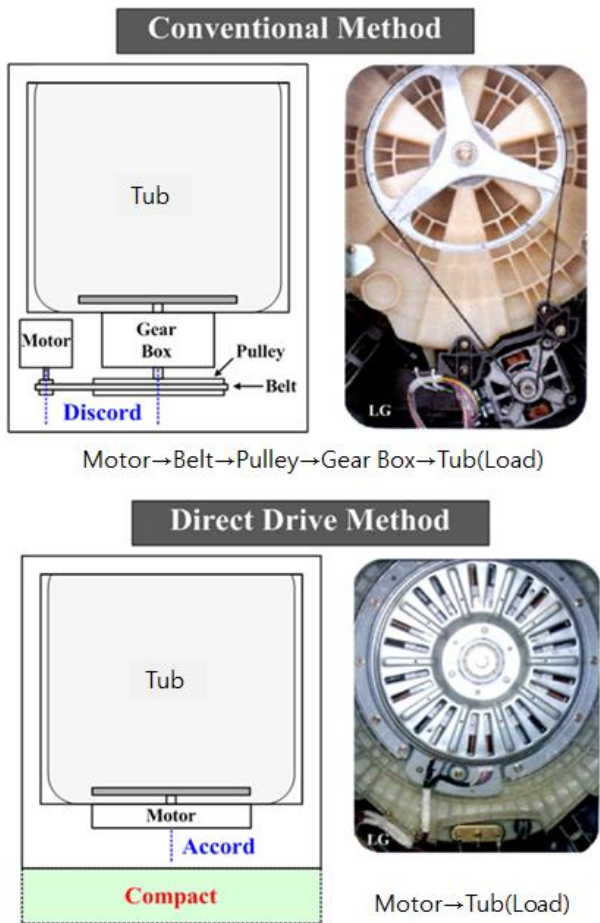 Conventional Method
Tub
Motor
Gear
Box
Pulley
Belt
Discord
LG
Motor→Belt→Pulley→Gear Box→Tub(Load)
Direct Drive Method
Tub
Motor
Accord
LG
Compact
Motor→Tub(Load)